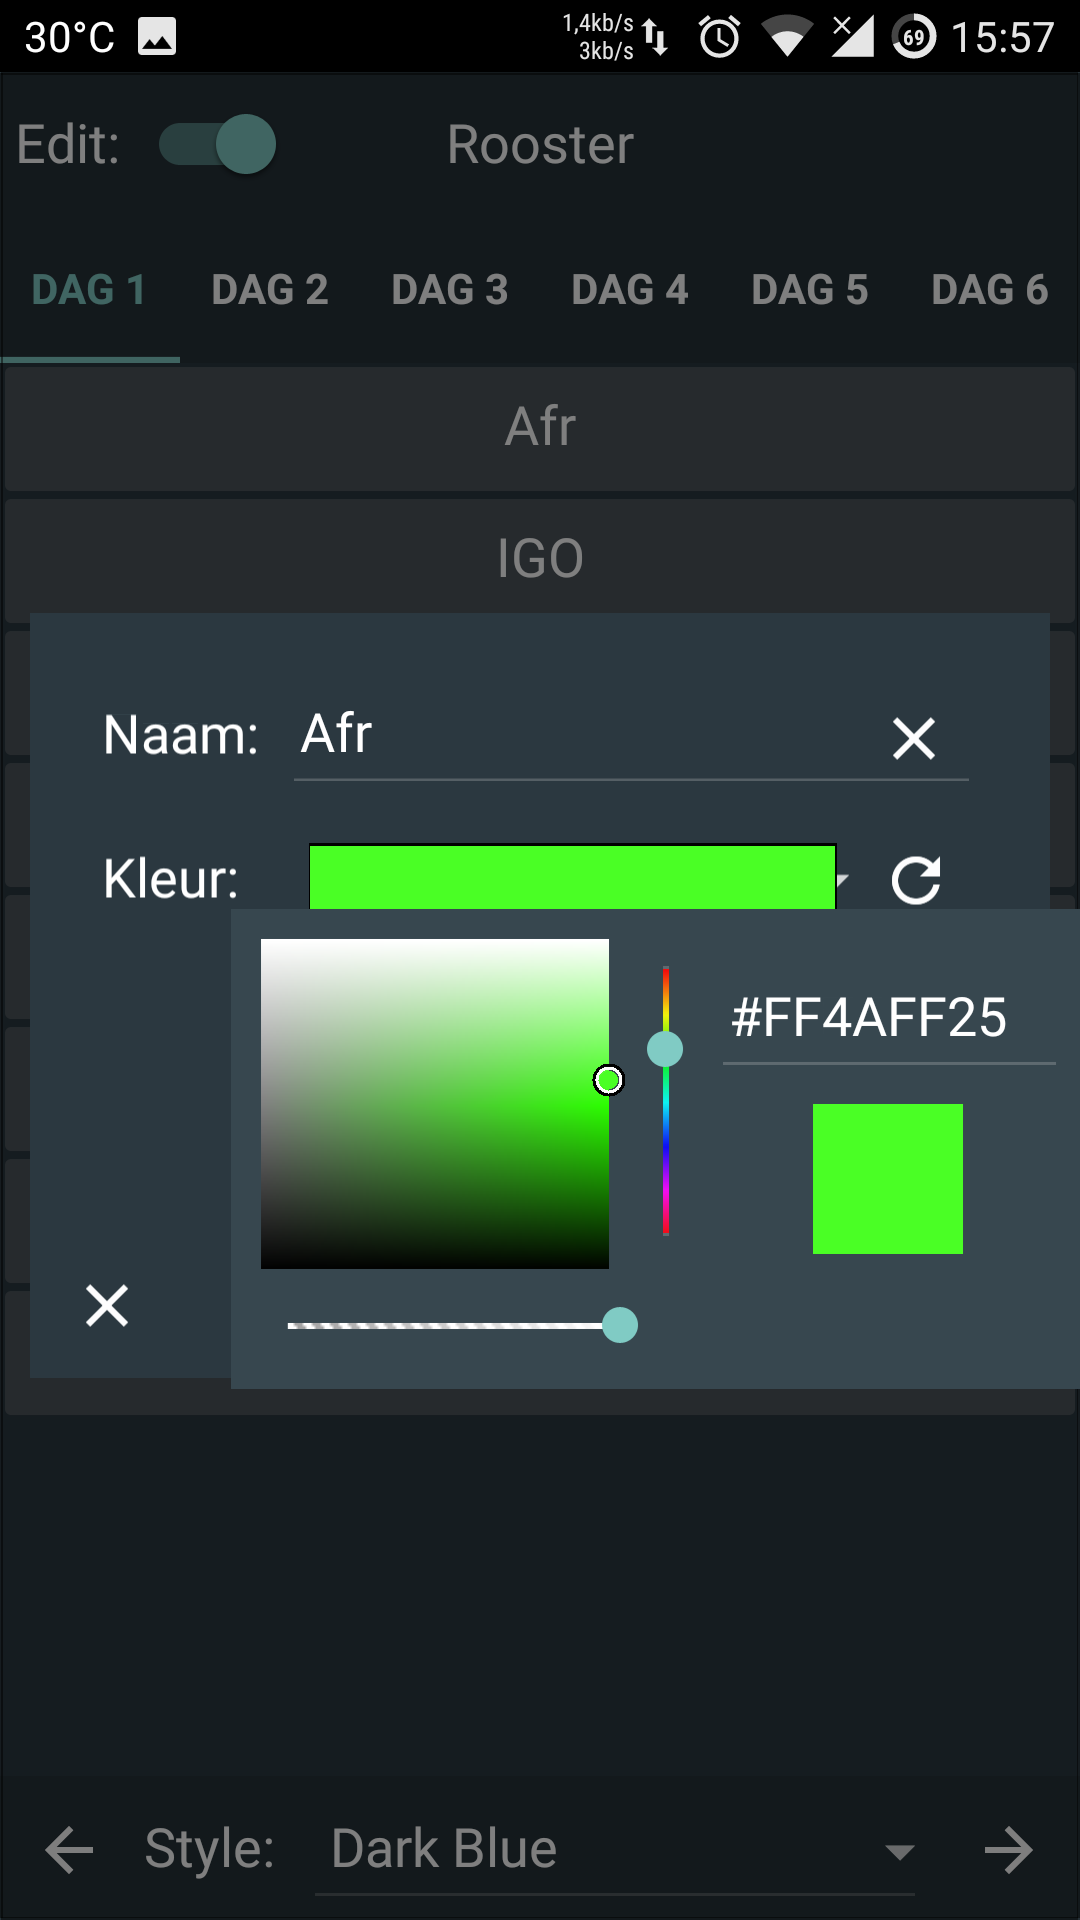 30°C 1,4kb/s 69 15:57
3kb/s
Edit: Rooster
DAG 1 DAG 2 DAG 3 DAG 4 DAG 5 DAG 6
Afr
IGO
Naam: Afr
Kleur:
#FF4AFF25
Style: Dark Blue